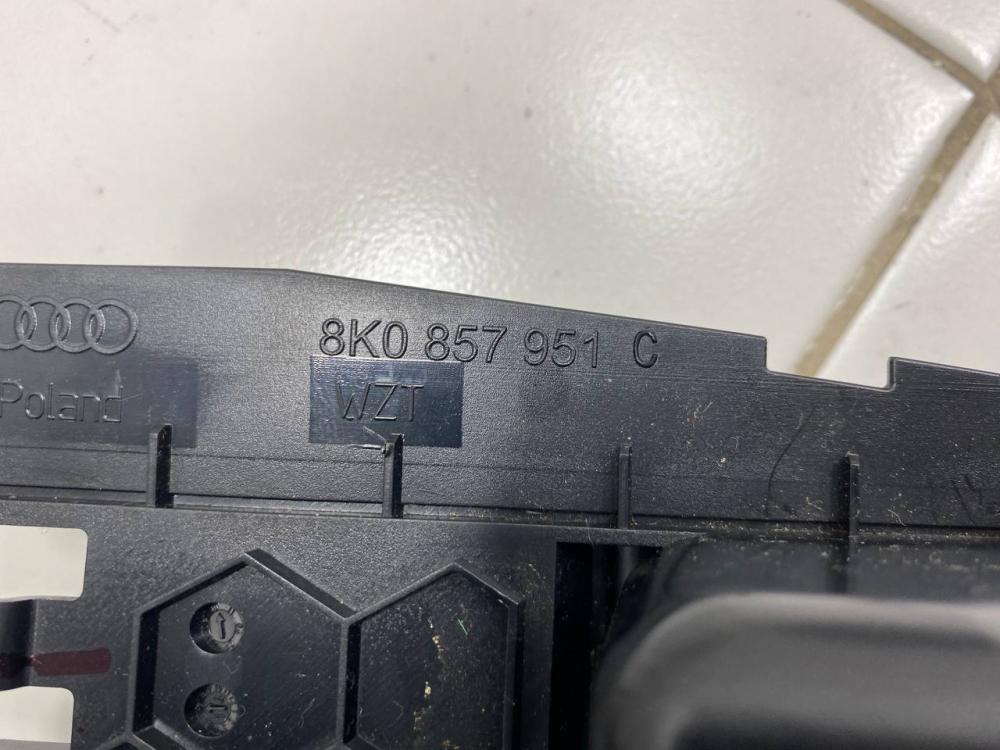 8K0 857 951 C
Poland
WZT